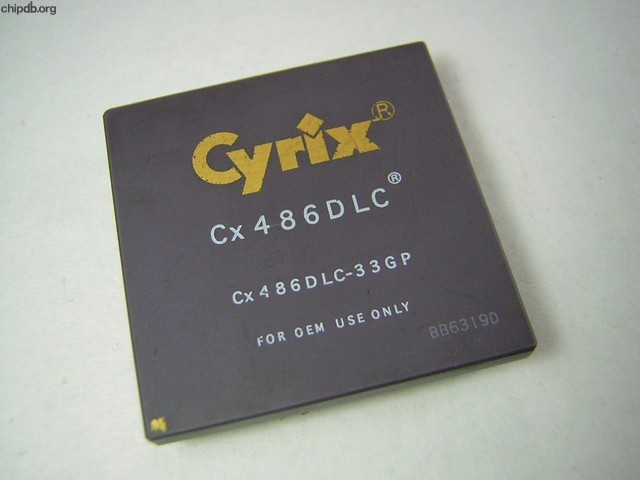 chipdb.org
Cyrix®
Cx486DLC®
Cx486DLC-33GP
FOR OEM USE ONLY
BB6319D